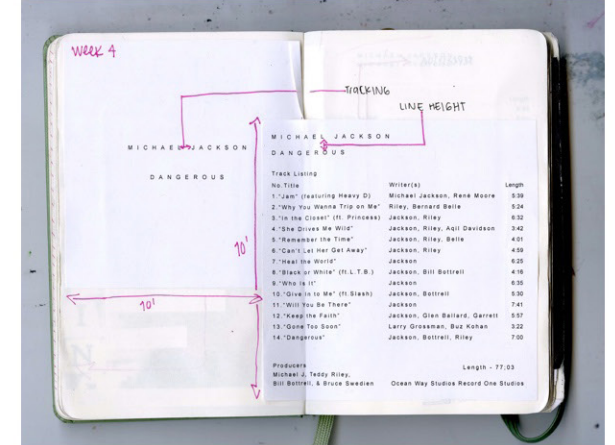 Week 4
TRACKING
LINE HEIGHT
MICHAEL JACKSON
DANGEROUS
10'
10'
MICHAEL JACKSON
DANGEROUS
Track Listing
No. Title Writer(s) Length
1. "Jam" (featuring Heavy D) Michael Jackson, René Moore 5:39
2. "Why You Wanna Trip on Me" Riley, Bernard Belle 5:24
3. "In the Closet" (ft. Princess) Jackson, Riley 6:32
4. "She Drives Me Wild" Jackson, Riley, Aqil Davidson 3:42
5. "Remember the Time" Jackson, Riley, Belle 4:01
6. "Can't Let Her Get Away" Jackson, Riley 4:59
7. "Heal the World" Jackson 6:25
8. "Black or White" (ft. L.T.B.) Jackson, Bill Bottrell 4:16
9. "Who Is It" Jackson 6:35
10. "Give In to Me" (ft. Slash) Jackson, Bottrell 5:30
11. "Will You Be There" Jackson 7:41
12. "Keep the Faith" Jackson, Glen Ballard, Garrett 5:57
13. "Gone Too Soon" Larry Grossman, Buz Kohan 3:22
14. "Dangerous" Jackson, Bottrell, Riley 7:00
Producers Length - 77;03
Michael J, Teddy Riley,
Bill Bottrell, & Bruce Swedien Ocean Way Studios Record One Studios